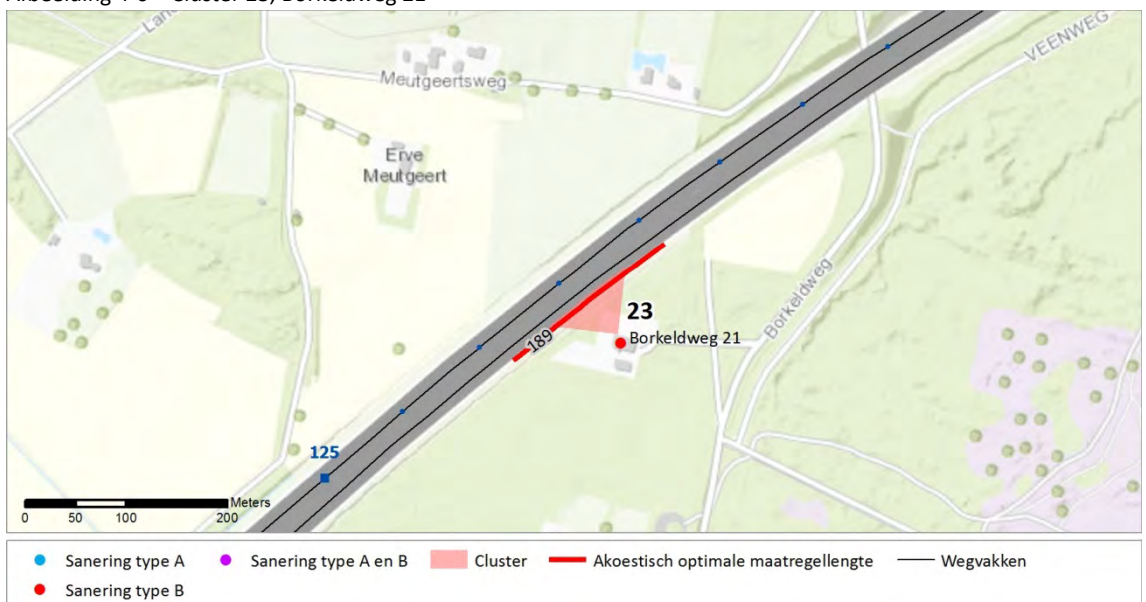 Lan
VEENWEG
Meutgeertsweg
Erve
Meutgeert
23
Borkeldweg 21
Borkeldweg
189
125
Meters
0 50 100 200
Sanering type A Sanering type A en B Cluster Akoestisch optimale maatregellengte Wegvakken
Sanering type B